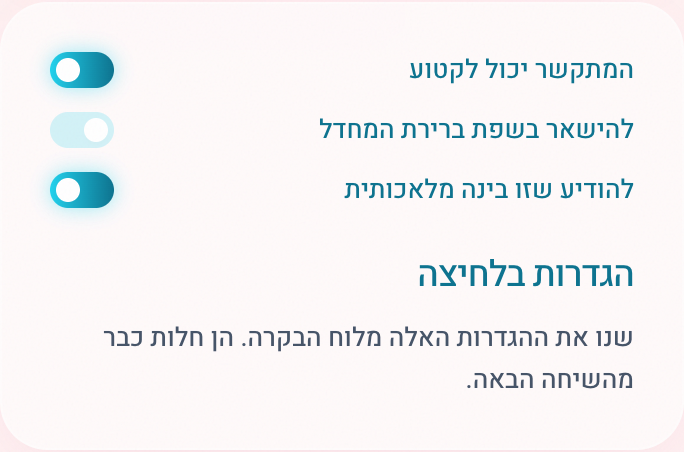 המתקשר יכול לקטוע
להישאר בשפת ברירת המחדל
להודיע שזו בינה מלאכותית
הגדרות בלחיצה
שנו את ההגדרות האלה מלוח הבקרה. הן חלות כבר
מהשיחה הבאה.